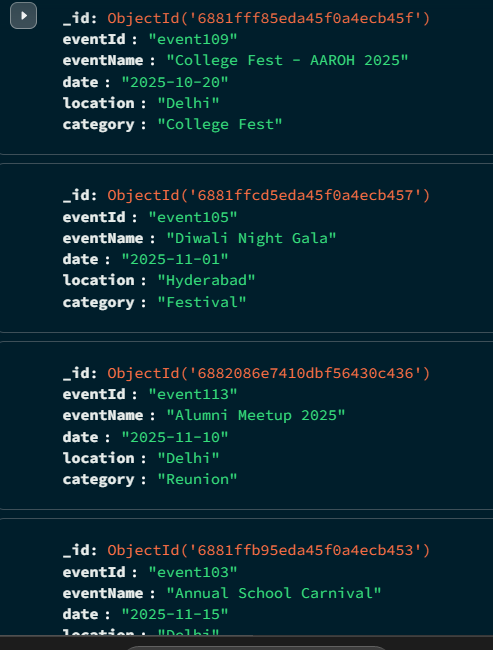 _id: ObjectId('6881fff85eda45f0a4ecb45f')
eventId : "event109"
eventName : "College Fest - AAROH 2025"
date : "2025-10-20"
location : "Delhi"
category : "College Fest"
_id: ObjectId('6881ffcd5eda45f0a4ecb457')
eventId : "event105"
eventName : "Diwali Night Gala"
date : "2025-11-01"
location : "Hyderabad"
category : "Festival"
_id: ObjectId('6882086e7410dbf56430c436')
eventId : "event113"
eventName : "Alumni Meetup 2025"
date : "2025-11-10"
location : "Delhi"
category : "Reunion"
_id: ObjectId('6881ffb95eda45f0a4ecb453')
eventId : "event103"
eventName : "Annual School Carnival"
date : "2025-11-15"
location : "Delhi"